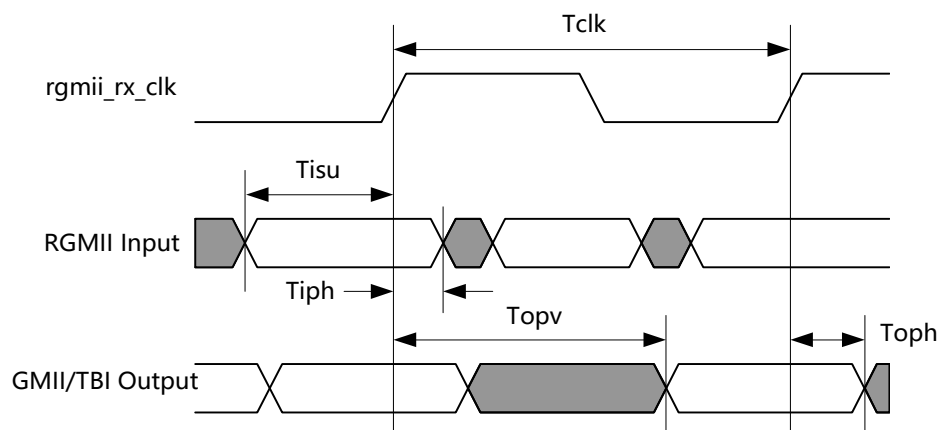 Tclk
rgmii_rx_clk
Tisu
RGMII Input
Tiph
Topv
Toph
GMII/TBI Output